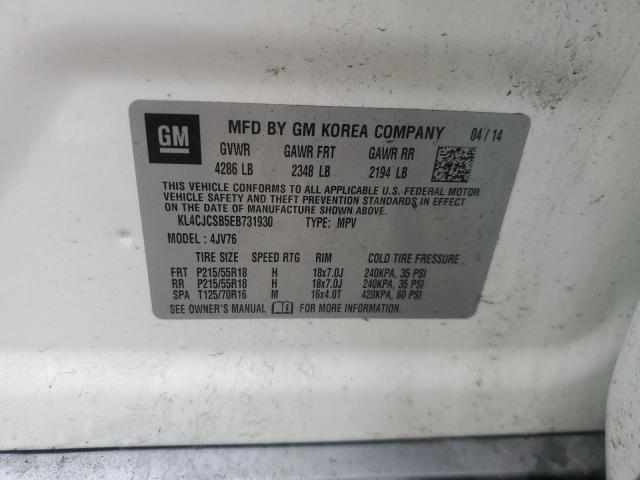 GM MFD BY GM KOREA COMPANY 04/14
GVWR GAWR FRT GAWR RR
4286 LB 2348 LB 2194 LB
THIS VEHICLE CONFORMS TO ALL APPLICABLE U.S. FEDERAL MOTOR
VEHICLE SAFETY AND THEFT PREVENTION STANDARDS IN EFFECT
ON THE DATE OF MANUFACTURE SHOWN ABOVE.
KL4CJCSB5EB731930 TYPE: MPV
MODEL : 4JV76
TIRE SIZE SPEED RTG RIM COLD TIRE PRESSURE
FRT P215/55R18 H 18x7.0J 240KPA, 35 PSI
RR P215/55R18 H 18x7.0J 240KPA, 35 PSI
SPA T125/70R16 M 16x4.0T 420KPA, 60 PSI
SEE OWNER'S MANUAL FOR MORE INFORMATION.